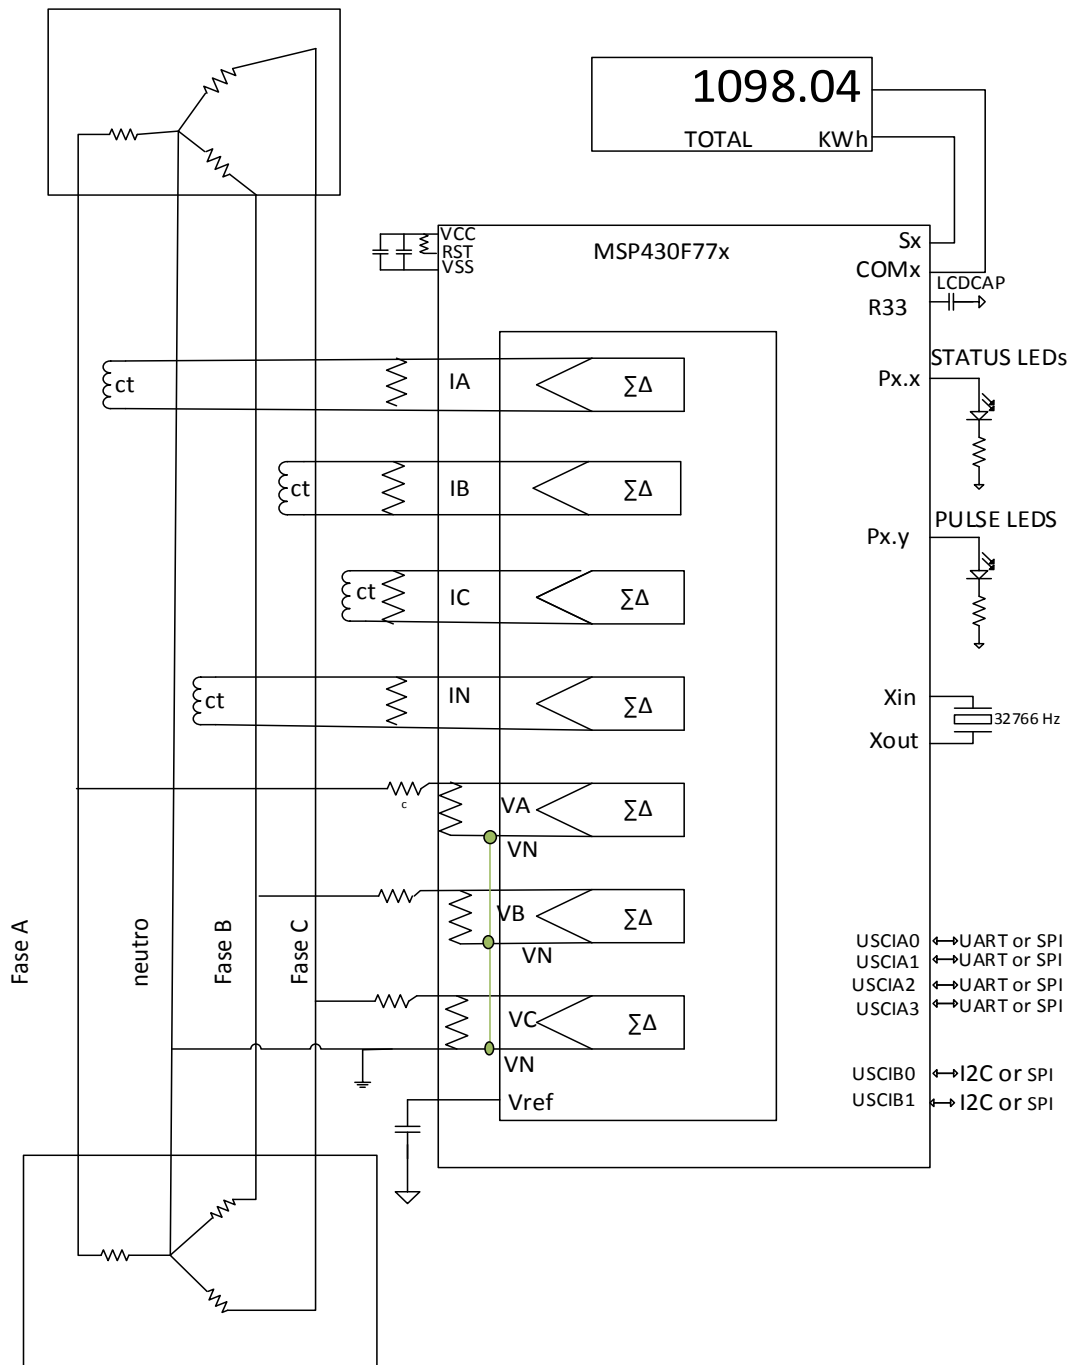 1098.04
TOTAL KWh
VCC
RST
VSS
MSP430F77x
Sx
COMx
LCDCAP
R33
STATUS LEDs
Px.x
ct IA ∑Δ
ct IB ∑Δ
PULSE LEDS
Px.y
ct IC ∑Δ
ct IN ∑Δ
Xin
32766 Hz
Xout
c
VA ∑Δ
VN
VB ∑Δ
VN
Fase A
neutro
Fase B
Fase C
VC ∑Δ
VN
Vref
USCIA0 UART or SPI
USCIA1 UART or SPI
USCIA2 UART or SPI
USCIA3 UART or SPI
USCIB0 I2C or SPI
USCIB1 I2C or SPI